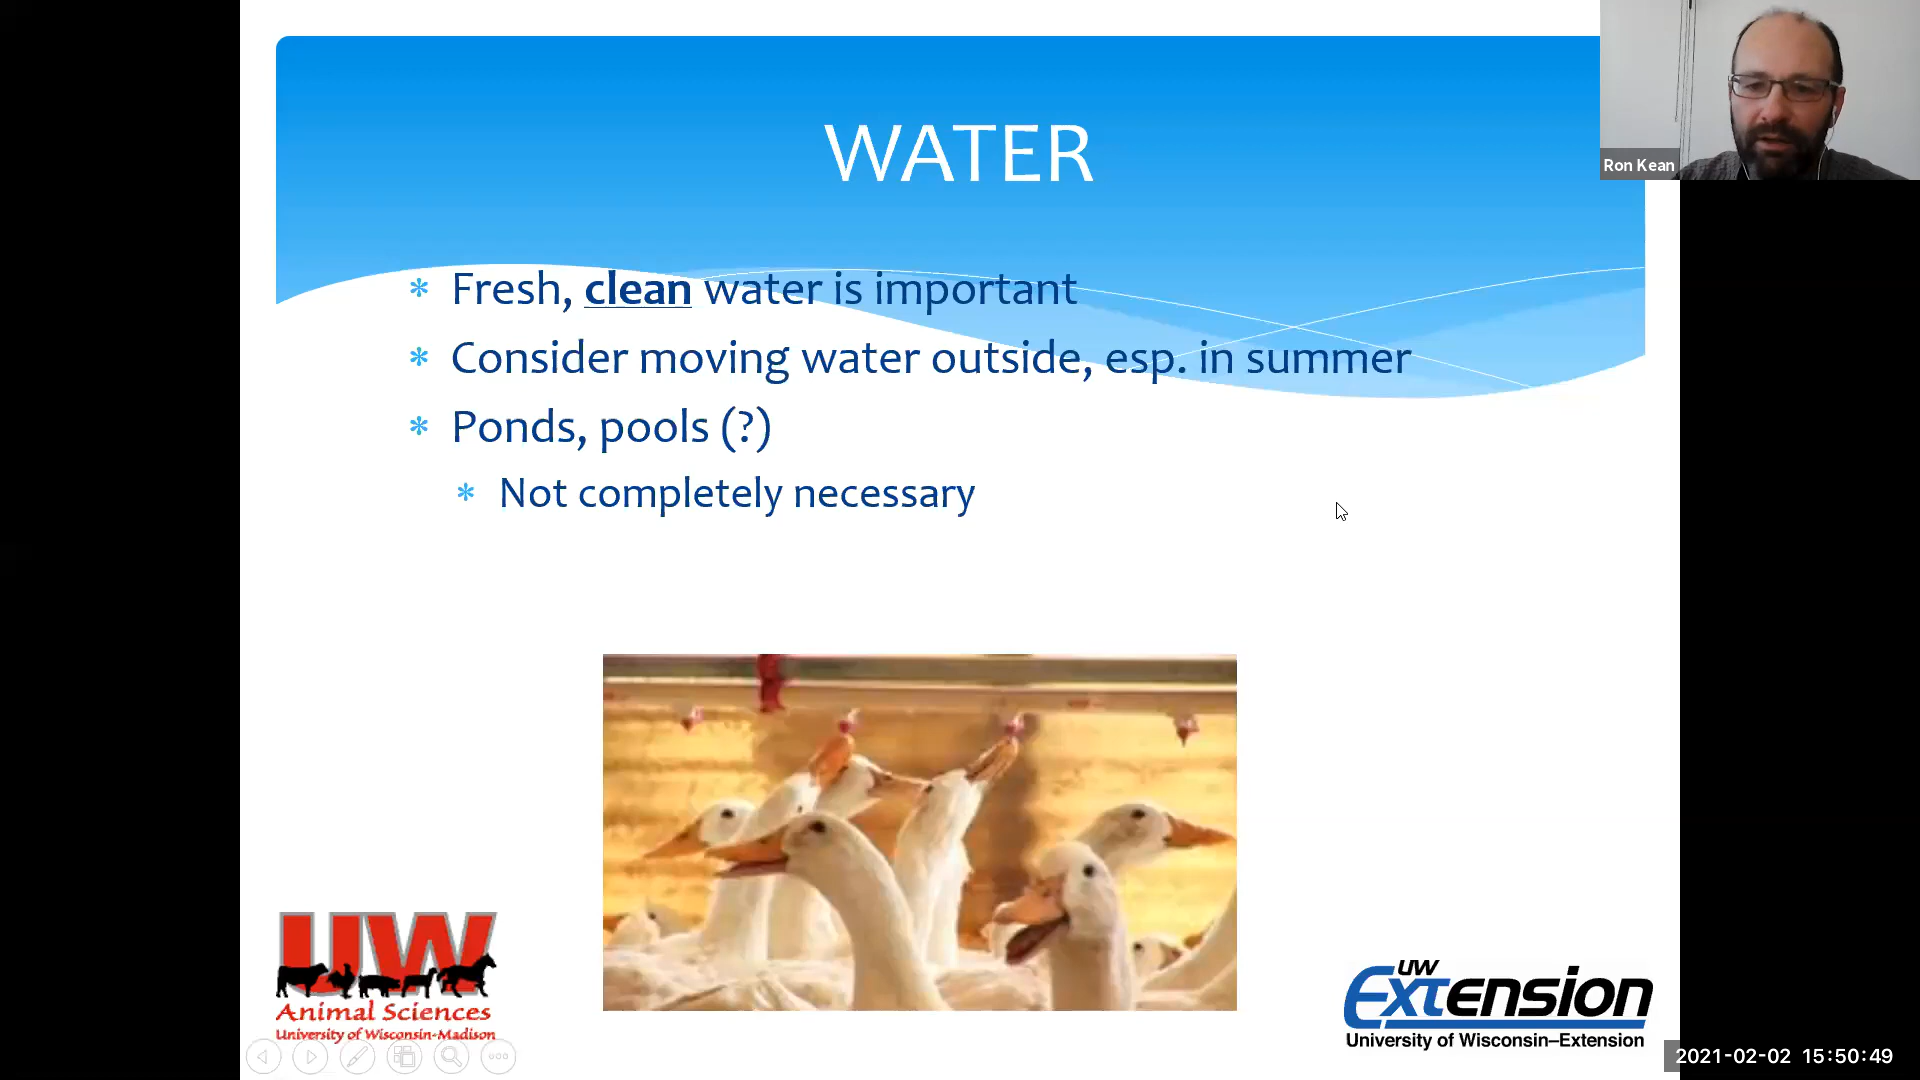 WATER
Ron Kean
Fresh, clean water is important
Consider moving water outside, esp. in summer
Ponds, pools (?)
Not completely necessary
UW
Animal Sciences
University of Wisconsin-Madison
UW
Extension
University of Wisconsin–Extension
2021-02-02 15:50:49